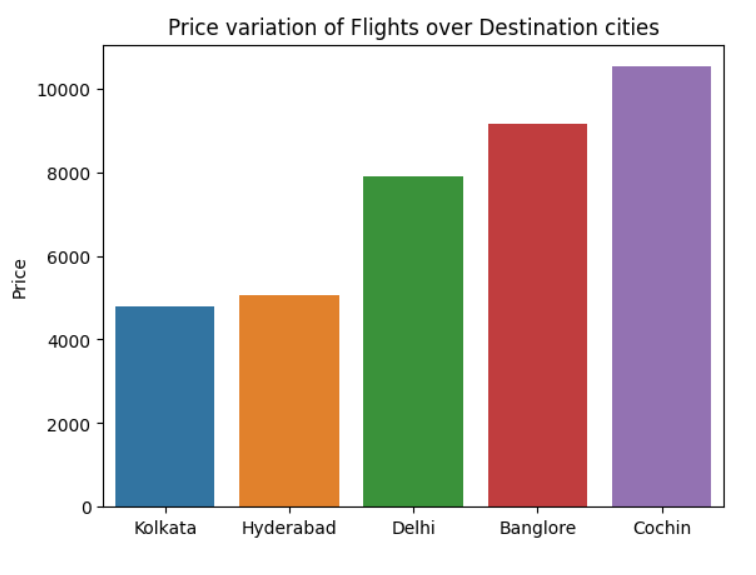 Price variation of Flights over Destination cities
Price
10000
8000
6000
4000
2000
0
Kolkata Hyderabad Delhi Banglore Cochin